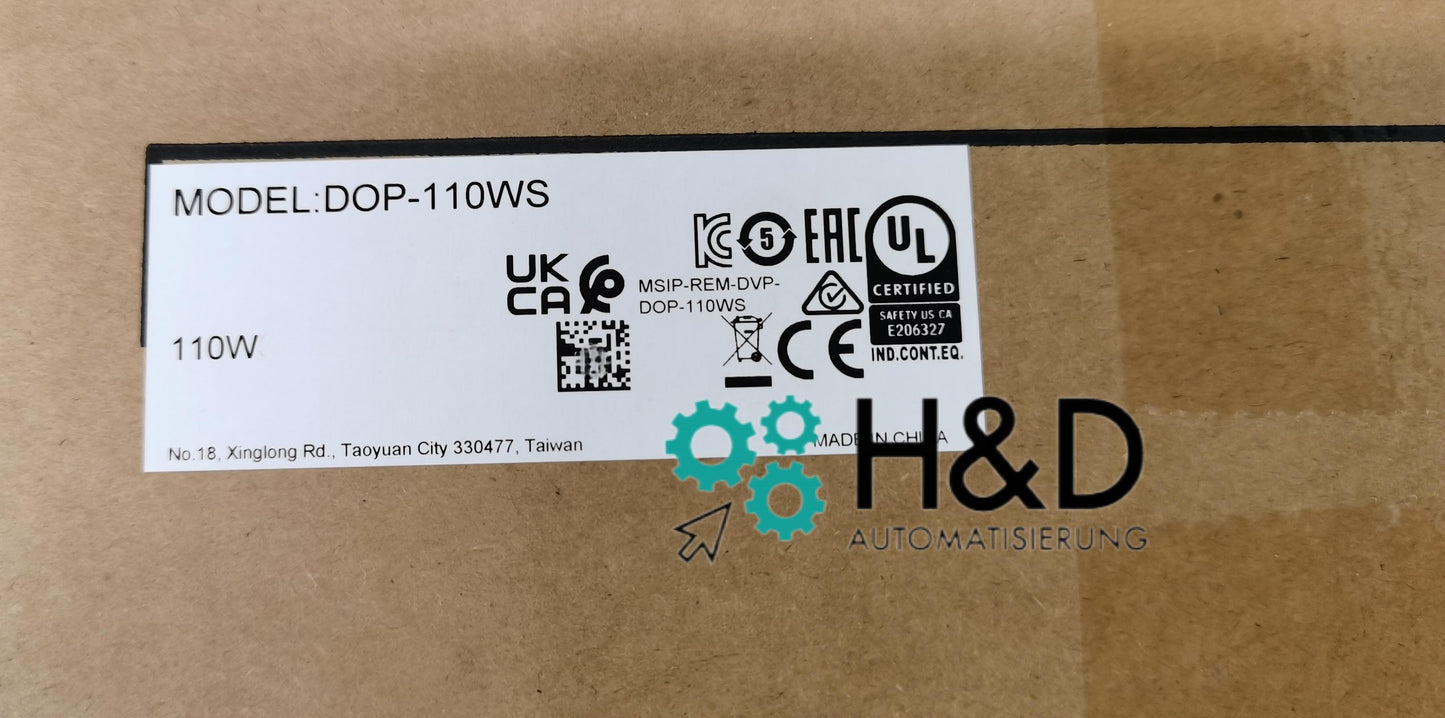 MODEL:DOP-110WS
UK
CA
MSIP-REM-DVP-
DOP-110WS
5
EAC
UL
CERTIFIED
SAFETY US CA
E206327
IND.CONT.EQ.
CE
110W
No.18, Xinglong Rd., Taoyuan City 330477, Taiwan
MADE IN CHINA
H&D
AUTOMATISIERUNG